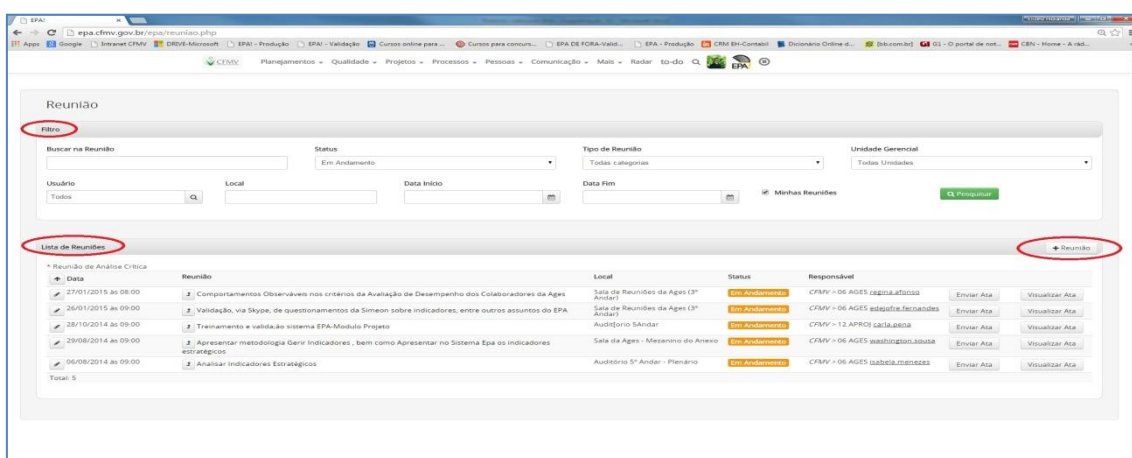 EPA!
epa.cfmv.gov.br/epa/reuniao.php
Apps Google Intranet CFMV DRIVE-Microsoft EPA! - Produção EPA! - Validação Cursos online para ... Cursos para concurs... EPA DE FORA-Valid... EPA - Produção CRM EH-Contabil Dicionário Online d... [bb.com.br] G1 - O portal de not... CBN - Home - A rád...
CFMV Planejamentos Qualidade Projetos Processos Pessoas Comunicação Mais Radar to-do EPA
Reunião
Filtro
Buscar na Reunião Status Tipo de Reunião Unidade Gerencial
Em Andamento Todas categorias Todas Unidades
Usuário Local Data Início Data Fim
Todos Minhas Reuniões Pesquisar
Lista de Reuniões + Reunião
* Reunião de Análise Crítica
+ Data Reunião Local Status Responsável
27/01/2015 às 08:00 Comportamentos Observáveis nos critérios da Avaliação de Desempenho dos Colaboradores da Ages Sala de Reuniões da Ages (3º Andar) Em Andamento CFMV > 06 AGES regina.afonso Enviar Ata Visualizar Ata
26/01/2015 às 09:00 Validação, via Skype, de questionamentos da Simeon sobre indicadores, entre outros assuntos do EPA Sala de Reuniões da Ages (3º Andar) Em Andamento CFMV > 06 AGES edejofre.fernandes Enviar Ata Visualizar Ata
28/10/2014 às 09:00 Treinamento e validação sistema EPA-Modulo Projeto Em Andamento CFMV > 12 APROJ carla.pena Enviar Ata Visualizar Ata
29/08/2014 às 09:00 Apresentar metodologia Gerir Indicadores , bem como Apresentar no Sistema Epa os indicadores estratégicos Sala da Ages - Mezanino do Anexo Em Andamento CFMV > 06 AGES washington.sousa Enviar Ata Visualizar Ata
06/08/2014 às 09:00 Analisar Indicadores Estratégicos Auditório 5º Andar - Plenário Em Andamento CFMV > 06 AGES isabela.menezes Enviar Ata Visualizar Ata
Total: 5